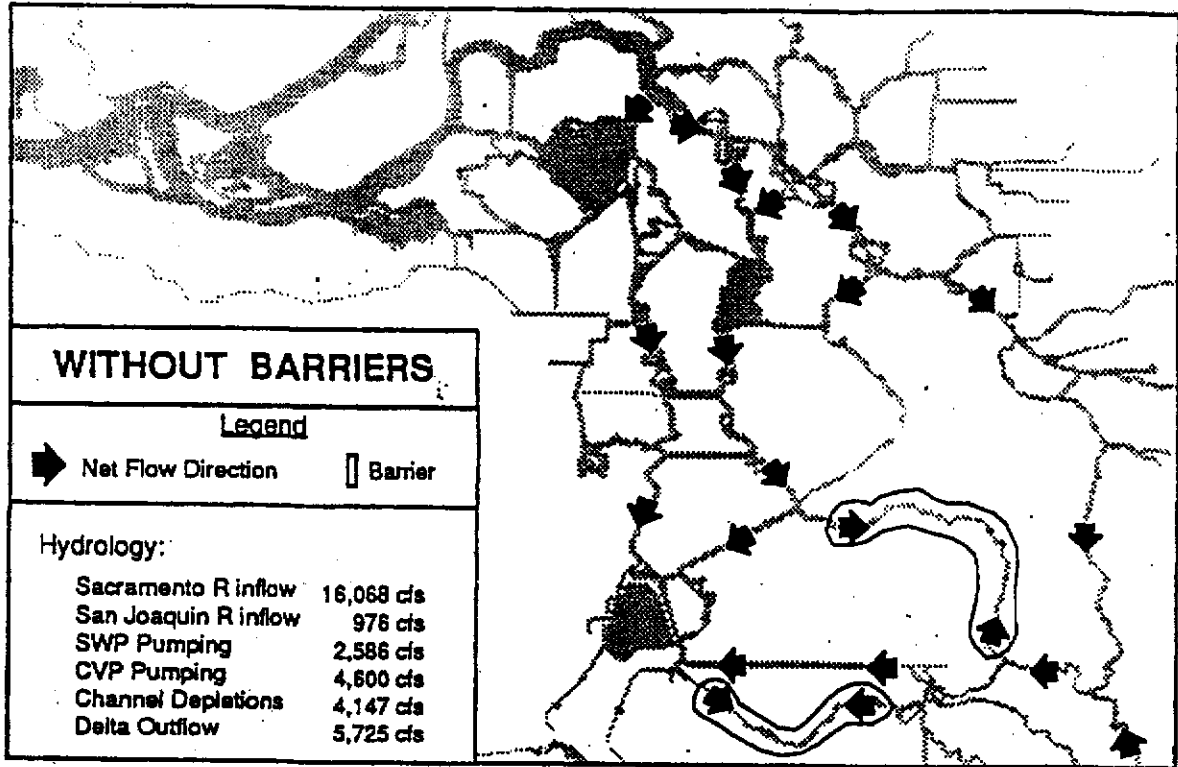 WITHOUT BARRIERS
Legend
Net Flow Direction Barrier
Hydrology:
Sacramento R inflow 16,068 cfs
San Joaquin R inflow 976 cfs
SWP Pumping 2,586 cfs
CVP Pumping 4,600 cfs
Channel Depletions 4,147 cfs
Delta Outflow 5,725 cfs